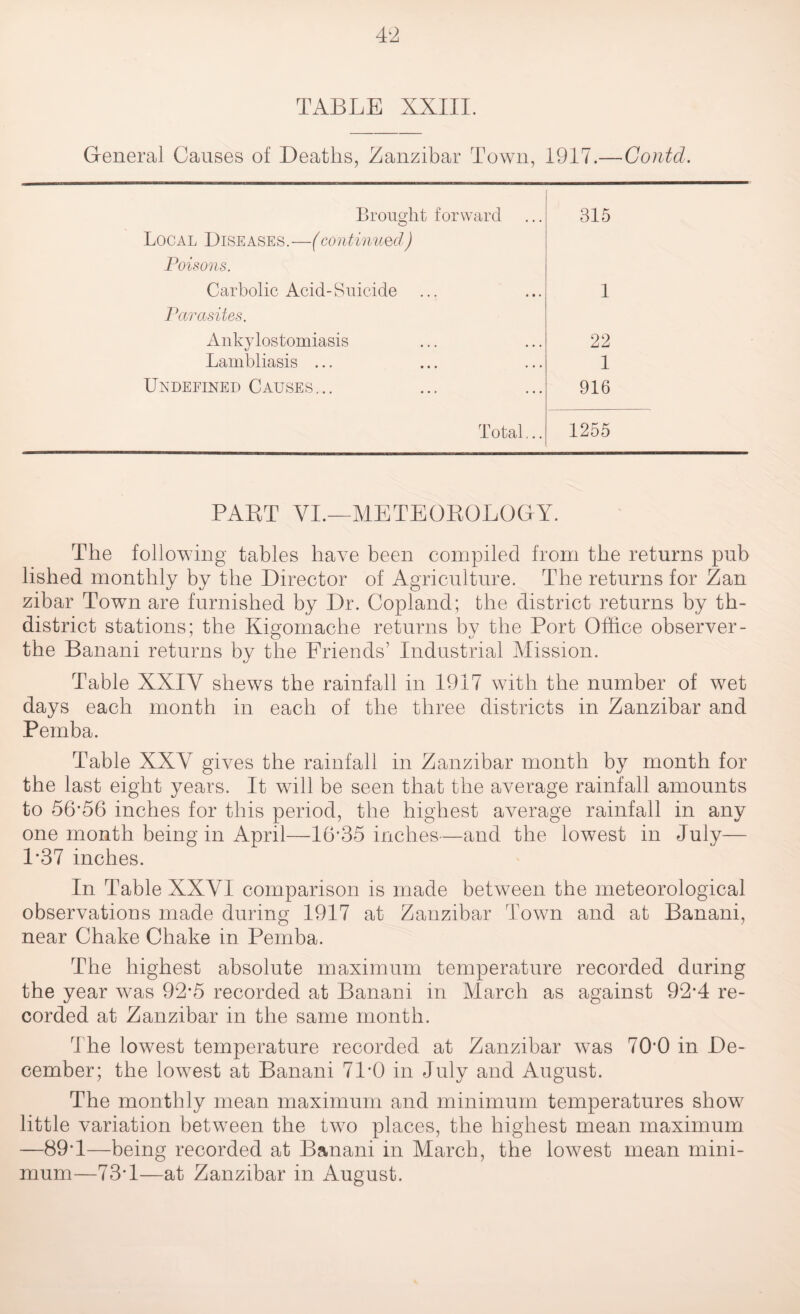 42
TABLE XXIII.
General Causes of Deaths, Zanzibar Town, 1917.—Contd.
Brought forward ... 315
LOCAL DISEASES.—(continued)
Poisons.
Carbolic Acid-Suicide ... ... 1
Parasites.
Ankylostomiasis ... ... 22
Lambliasis ... ... ... 1
UNDEFINED CAUSES... ... ... 916
Total... 1255
PART VI.—METEOROLOGY.
The following tables have been compiled from the returns pub
lished monthly by the Director of Agriculture. The returns for Zan
zibar Town are furnished by Dr. Copland; the district returns by th-
district stations; the Kigomache returns by the Port Office observer-
the Banani returns by the Friends' Industrial Mission.
Table XXIV shews the rainfall in 1917 with the number of wet
days each month in each of the three districts in Zanzibar and
Pemba.
Table XXV gives the rainfall in Zanzibar month by month for
the last eight years. It will be seen that the average rainfall amounts
to 56·56 inches for this period, the highest average rainfall in any
one month being in April—16·35 inches—and the lowest in July—
1·37 inches.
In Table XXVI comparison is made between the meteorological
observations made during 1917 at Zanzibar Town and at Banani,
near Chake Chake in Pemba.
The highest absolute maximum temperature recorded during
the year was 92·5 recorded at Banani in March as against 92·4 re-
corded at Zanzibar in the same month.
The lowest temperature recorded at Zanzibar was 70·0 in De-
cember; the lowest at Banani 71·0 in July and August.
The monthly mean maximum and minimum temperatures show
little variation between the two places, the highest mean maximum
—89·1—being recorded at Banani in March, the lowest mean mini-
mum—73·1—at Zanzibar in August.